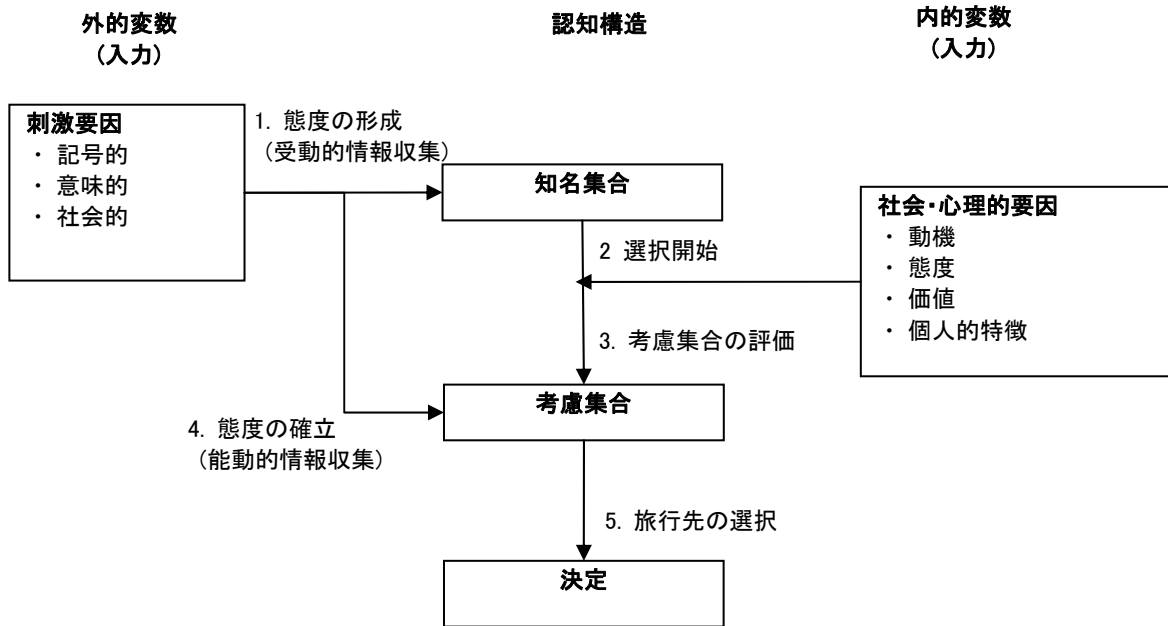 外的変数
(入力)
認知構造
内的変数
(入力)
刺激要因
・ 記号的
・ 意味的
・ 社会的
1. 態度の形成
(受動的情報収集)
知名集合
社会・心理的要因
・ 動機
・ 態度
・ 価値
・ 個人的特徴
2 選択開始
3. 考慮集合の評価
考慮集合
4. 態度の確立
(能動的情報収集)
5. 旅行先の選択
決定